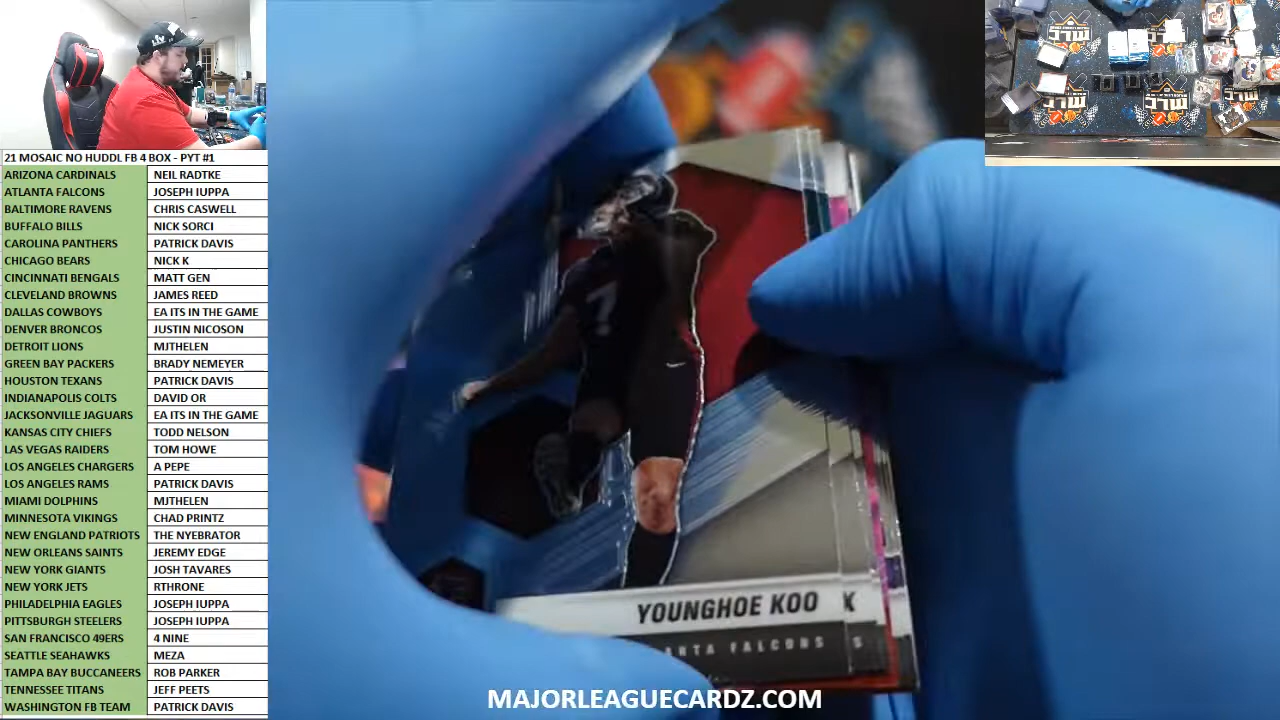 21 MOSAIC NO HUDDL FB 4 BOX - PYT #1
ARIZONA CARDINALS NEIL RADTKE
ATLANTA FALCONS JOSEPH IUPPA
BALTIMORE RAVENS CHRIS CASWELL
BUFFALO BILLS NICK SORCI
CAROLINA PANTHERS PATRICK DAVIS
CHICAGO BEARS NICK K
CINCINNATI BENGALS MATT GEN
CLEVELAND BROWNS JAMES REED
DALLAS COWBOYS EA ITS IN THE GAME
DENVER BRONCOS JUSTIN NICOSON
DETROIT LIONS MJTHELEN
GREEN BAY PACKERS BRADY NEMEYER
HOUSTON TEXANS PATRICK DAVIS
INDIANAPOLIS COLTS DAVID OR
JACKSONVILLE JAGUARS EA ITS IN THE GAME
KANSAS CITY CHIEFS TODD NELSON
LAS VEGAS RAIDERS TOM HOWE
LOS ANGELES CHARGERS A PEPE
LOS ANGELES RAMS PATRICK DAVIS
MIAMI DOLPHINS MJTHELEN
MINNESOTA VIKINGS CHAD PRINTZ
NEW ENGLAND PATRIOTS THE NYEBRATOR
NEW ORLEANS SAINTS JEREMY EDGE
NEW YORK GIANTS JOSH TAVARES
NEW YORK JETS RTHRONE
PHILADELPHIA EAGLES JOSEPH IUPPA
PITTSBURGH STEELERS JOSEPH IUPPA
SAN FRANCISCO 49ERS 4 NINE
SEATTLE SEAHAWKS MEZA
TAMPA BAY BUCCANEERS ROB PARKER
TENNESSEE TITANS JEFF PEETS
WASHINGTON FB TEAM PATRICK DAVIS
7
YOUNGHOE KOO K
NTA FALCONS S
MAJORLEAGUECARDZ.COM
MLC
MLC